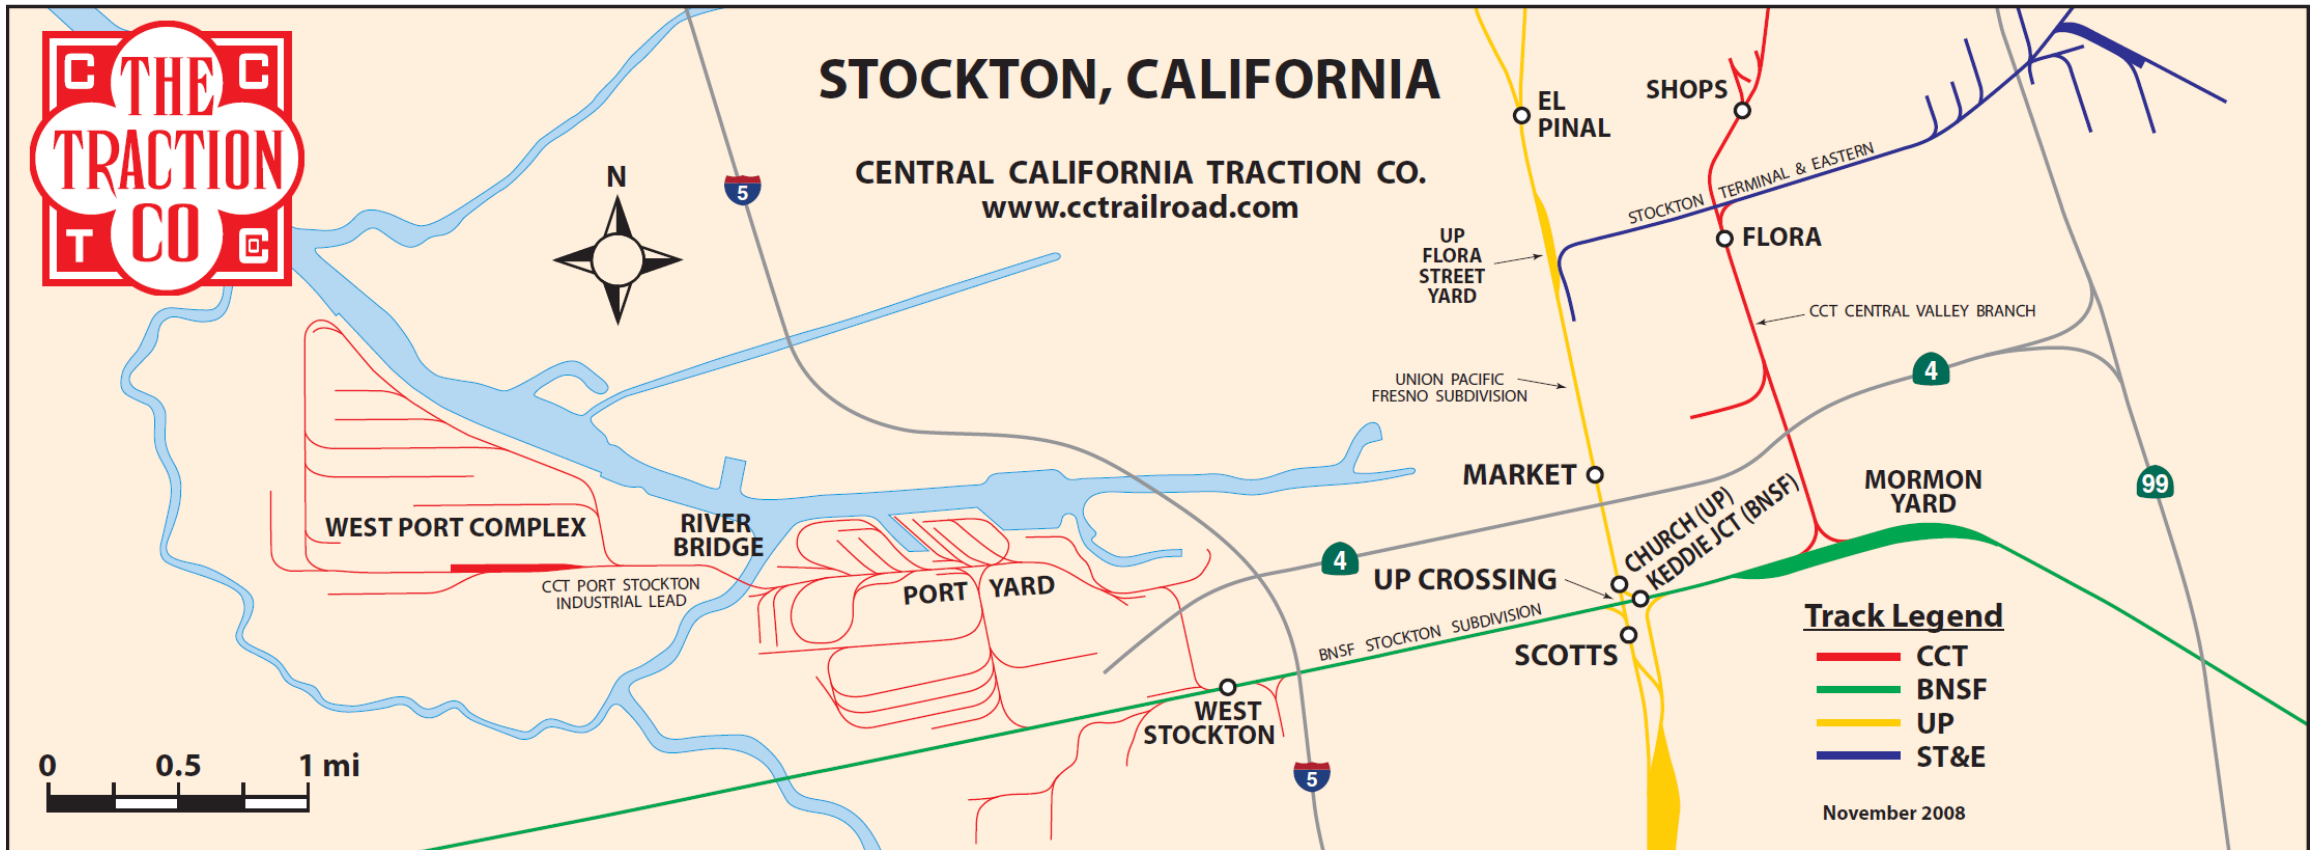 C C
THE
TRACTION
CO
T C
STOCKTON, CALIFORNIA
CENTRAL CALIFORNIA TRACTION CO.
www.cctrailroad.com
N
5
EL
PINAL
SHOPS
STOCKTON TERMINAL & EASTERN
FLORA
UP
FLORA
STREET
YARD
CCT CENTRAL VALLEY BRANCH
UNION PACIFIC
FRESNO SUBDIVISION
4
MARKET
MORMON
YARD
99
CHURCH (UP)
KEDDIE JCT (BNSF)
WEST PORT COMPLEX
RIVER
BRIDGE
4
UP CROSSING
CCT PORT STOCKTON
INDUSTRIAL LEAD
PORT YARD
BNSF STOCKTON SUBDIVISION
SCOTTS
WEST
STOCKTON
5
Track Legend
CCT
BNSF
UP
ST&E
0 0.5 1 mi
November 2008